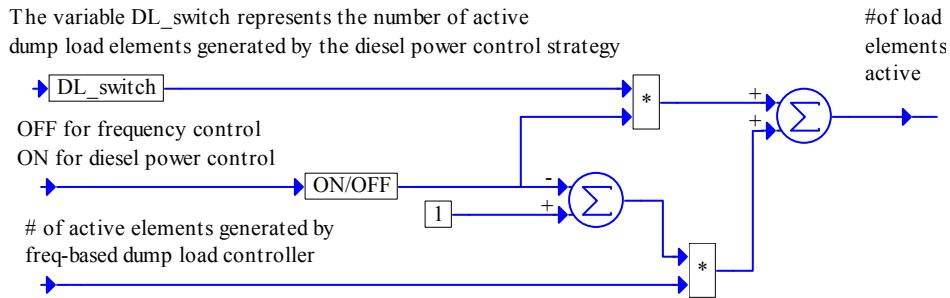 The variable DL_switch represents the number of active
dump load elements generated by the diesel power control strategy
#of load
elements
active
DL_switch
*
+
+
Σ
OFF for frequency control
ON for diesel power control
ON/OFF
-
+
Σ
1
# of active elements generated by
freq-based dump load controller
*